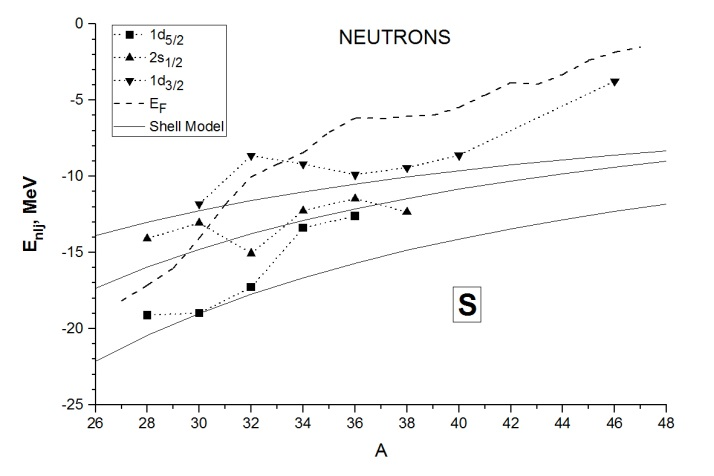 NEUTRONS
1d5/2
2s1/2
1d3/2
EF
Shell Model
0
-5
-10
-15
-20
-25
Enlj, MeV
S
26 28 30 32 34 36 38 40 42 44 46 48
A